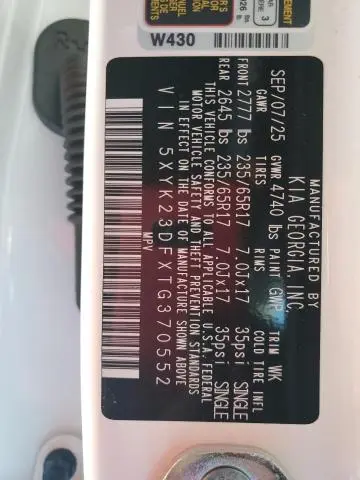 MANUFACTURED BY
KIA GEORGIA, INC.
SEP/07/25 GVWR 4740 lbs PAINT GWP TRIM WK
GAWR TIRES RIMS COLD TIRE INFL
FRONT 2777 lbs 235/65R17 7.0Jx17 35psi SINGLE
REAR 2645 lbs 235/65R17 7.0Jx17 35psi SINGLE
THIS VEHICLE CONFORMS TO ALL APPLICABLE U.S.A. FEDERAL
MOTOR VEHICLE SAFETY AND THEFT PREVENTION STANDARDS
IN EFFECT ON THE DATE OF MANUFACTURE SHOWN ABOVE
MPV
VIN 5XYK23DFXTG370552
W430